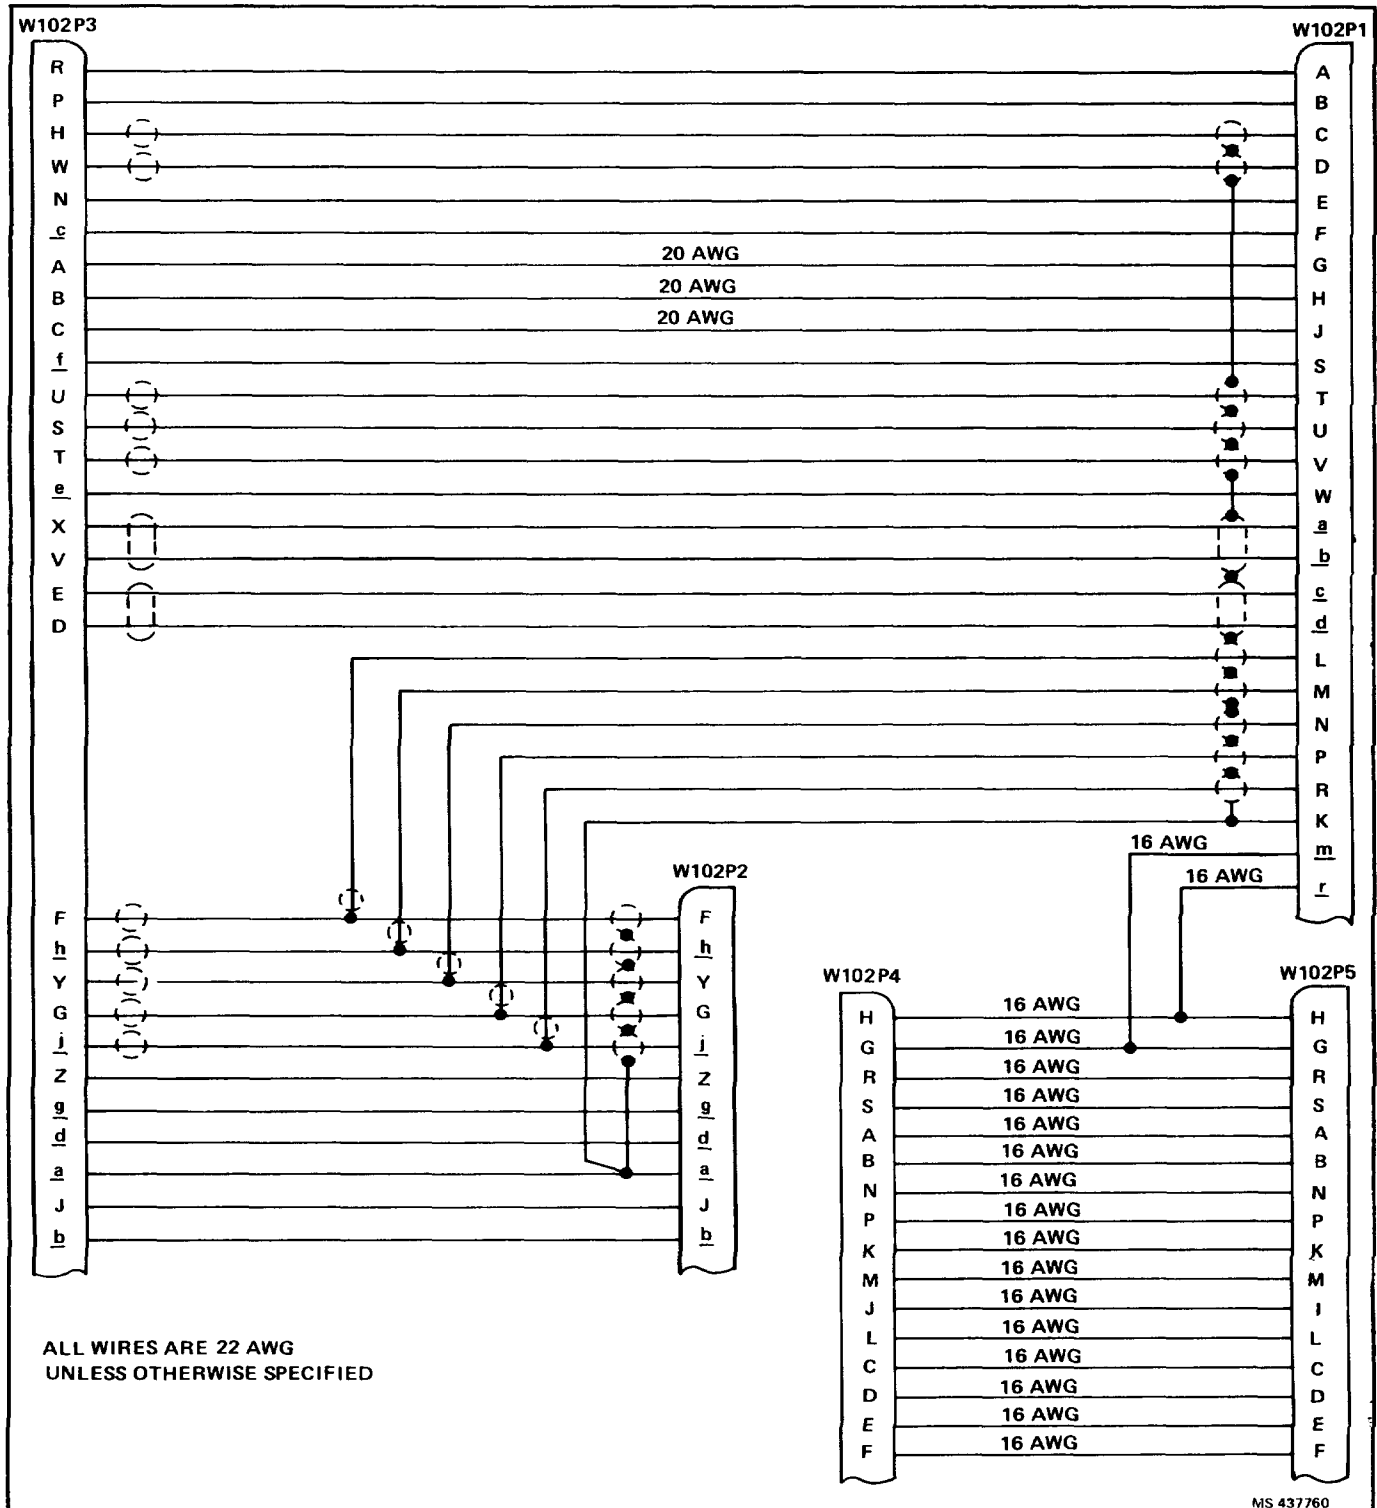 W102P3 W102P1
R A
P B
H C
W D
N E
c F
20 AWG
A G
20 AWG
B H
20 AWG
C J
f S
U T
S U
T V
e W
X a
V b
E c
D d
L
M
N
P
R
K
16 AWG
m
16 AWG
r
W102P2
F F
h h
Y Y
G G
j j
Z Z
g g
d d
a a
J J
b b
W102P4 W102P5
H 16 AWG H
G 16 AWG G
R 16 AWG R
S 16 AWG S
A 16 AWG A
B 16 AWG B
N 16 AWG N
P 16 AWG P
K 16 AWG K
M 16 AWG M
J 16 AWG I
L 16 AWG L
C 16 AWG C
D 16 AWG D
E 16 AWG E
F 16 AWG F
ALL WIRES ARE 22 AWG
UNLESS OTHERWISE SPECIFIED
MS 437760